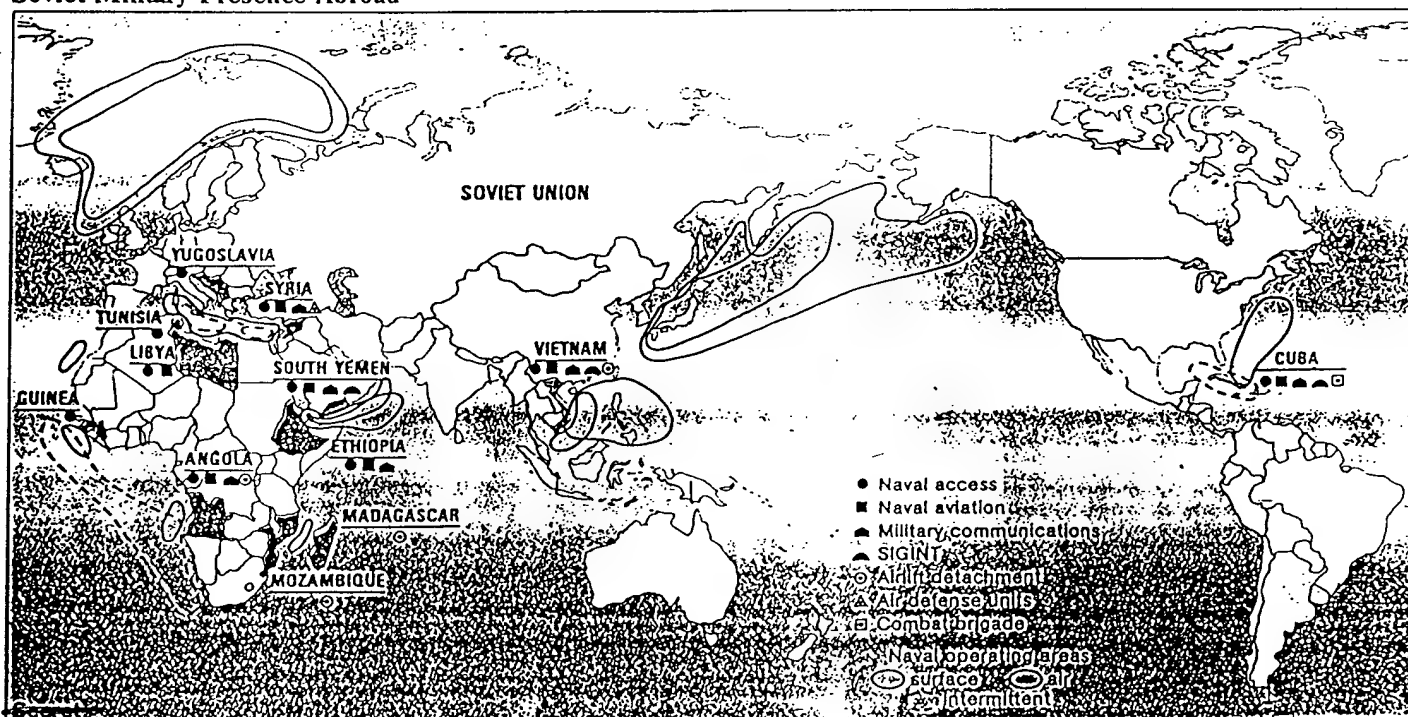 Soviet Military Presence Abroad
SOVIET UNION
YUGOSLAVIA
SYRIA
TUNISIA
LIBYA
SOUTH YEMEN
VIETNAM
CUBA
GUINEA
ETHIOPIA
ANGOLA
MADAGASCAR
MOZAMBIQUE
Naval access
Naval aviation
Military communications
SIGINT
Airlift detachment
Air defense units
Combat brigade
Naval operating areas
surface air
intermittent